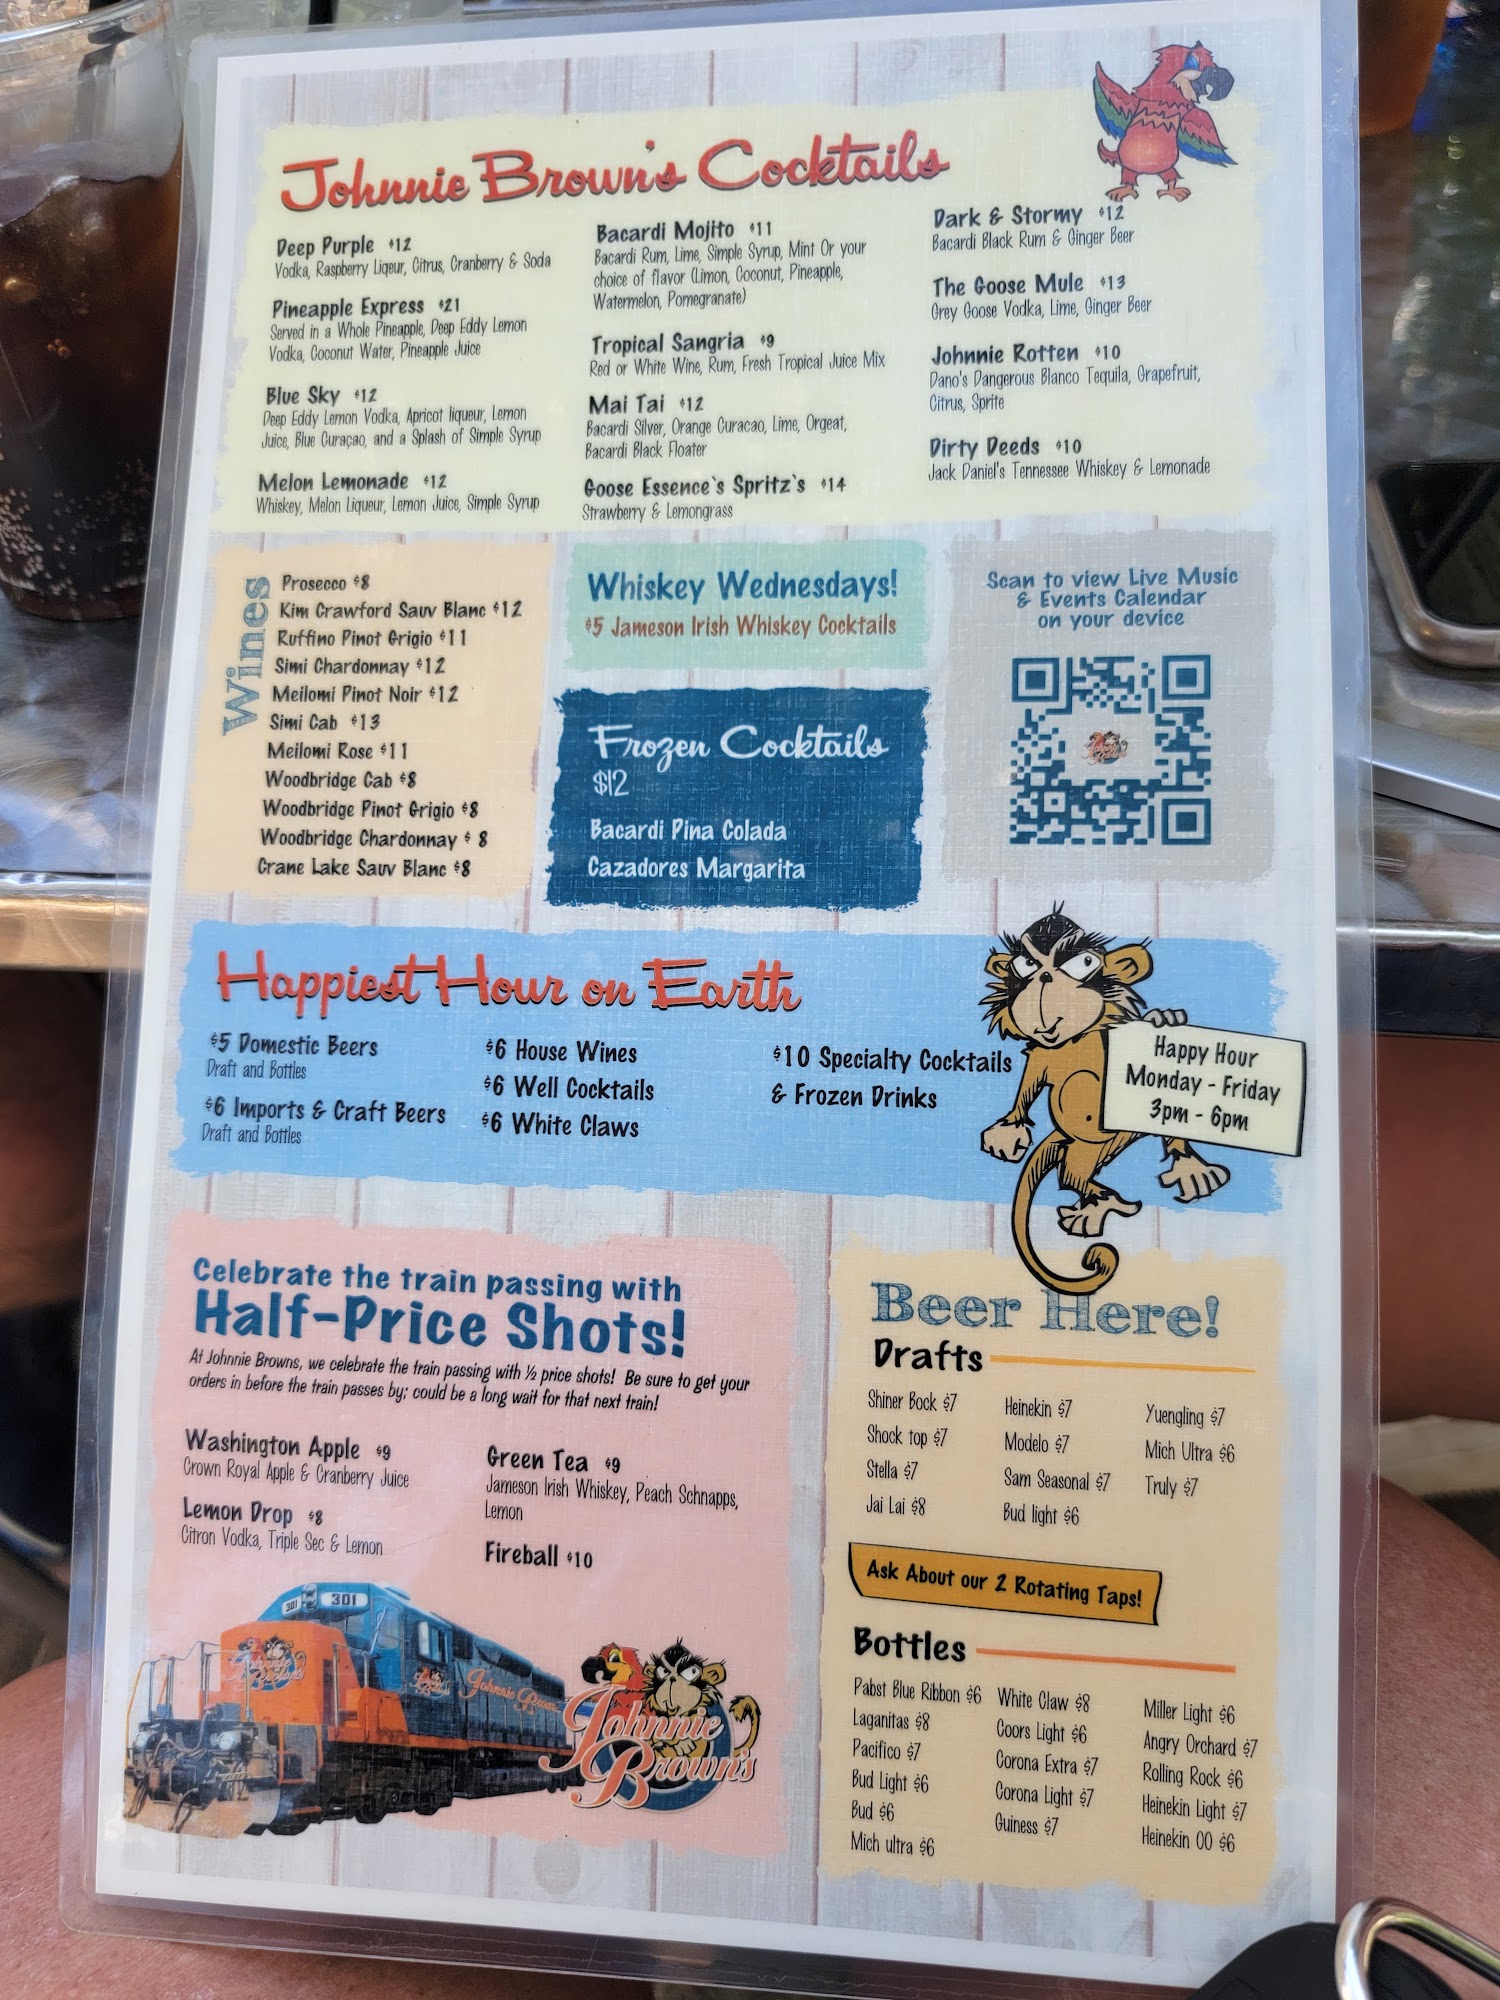 Johnnie Brown's Cocktails
Deep Purple $12
Vodka, Raspberry Liqeur, Citrus, Cranberry & Soda
Pineapple Express $21
Served in a Whole Pineapple, Deep Eddy Lemon
Vodka, Coconut Water, Pineapple Juice
Blue Sky $12
Deep Eddy Lemon Vodka, Apricot liqueur, Lemon
Juice, Blue Curaçao, and a Splash of Simple Syrup
Melon Lemonade $12
Whiskey, Melon Liqueur, Lemon Juice, Simple Syrup
Bacardi Mojito $11
Bacardi Rum, Lime, Simple Syrup, Mint Or your
choice of flavor (Limon, Coconut, Pineapple,
Watermelon, Pomegranate)
Tropical Sangria $9
Red or White Wine, Rum, Fresh Tropical Juice Mix
Mai Tai $12
Bacardi Silver, Orange Curacao, Lime, Orgeat,
Bacardi Black Floater
Goose Essence`s Spritz`s $14
Strawberry & Lemongrass
Dark & Stormy $12
Bacardi Black Rum & Ginger Beer
The Goose Mule $13
Grey Goose Vodka, Lime, Ginger Beer
Johnnie Rotten $10
Dano's Dangerous Blanco Tequila, Grapefruit,
Citrus, Sprite
Dirty Deeds $10
Jack Daniel's Tennessee Whiskey & Lemonade
Wines
Prosecco $8
Kim Crawford Sauv Blanc $12
Ruffino Pinot Grigio $11
Simi Chardonnay $12
Meilomi Pinot Noir $12
Simi Cab $13
Meilomi Rose $11
Woodbridge Cab $8
Woodbridge Pinot Grigio $8
Woodbridge Chardonnay $ 8
Crane Lake Sauv Blanc $8
Whiskey Wednesdays!
$5 Jameson Irish Whiskey Cocktails
Frozen Cocktails
$12
Bacardi Pina Colada
Cazadores Margarita
Scan to view Live Music
& Events Calendar
on your device
Happiest Hour on Earth
$5 Domestic Beers
Draft and Bottles
$6 Imports & Craft Beers
Draft and Bottles
$6 House Wines
$6 Well Cocktails
$6 White Claws
$10 Specialty Cocktails
& Frozen Drinks
Happy Hour
Monday - Friday
3pm - 6pm
Celebrate the train passing with
Half-Price Shots!
At Johnnie Browns, we celebrate the train passing with ½ price shots! Be sure to get your
orders in before the train passes by; could be a long wait for that next train!
Washington Apple $9
Crown Royal Apple & Cranberry Juice
Lemon Drop $8
Citron Vodka, Triple Sec & Lemon
Green Tea $9
Jameson Irish Whiskey, Peach Schnapps,
Lemon
Fireball $10
301 301
Johnnie Brown's
Johnnie Brown's
Johnnie
Brown's
Beer Here!
Drafts
Shiner Bock $7
Shock top $7
Stella $7
Jai Lai $8
Heinekin $7
Modelo $7
Sam Seasonal $7
Bud light $6
Yuengling $7
Mich Ultra $6
Truly $7
Ask About our 2 Rotating Taps!
Bottles
Pabst Blue Ribbon $6
Laganitas $8
Pacifico $7
Bud Light $6
Bud $6
Mich ultra $6
White Claw $8
Coors Light $6
Corona Extra $7
Corona Light $7
Guiness $7
Miller Light $6
Angry Orchard $7
Rolling Rock $6
Heinekin Light $7
Heinekin 00 $6